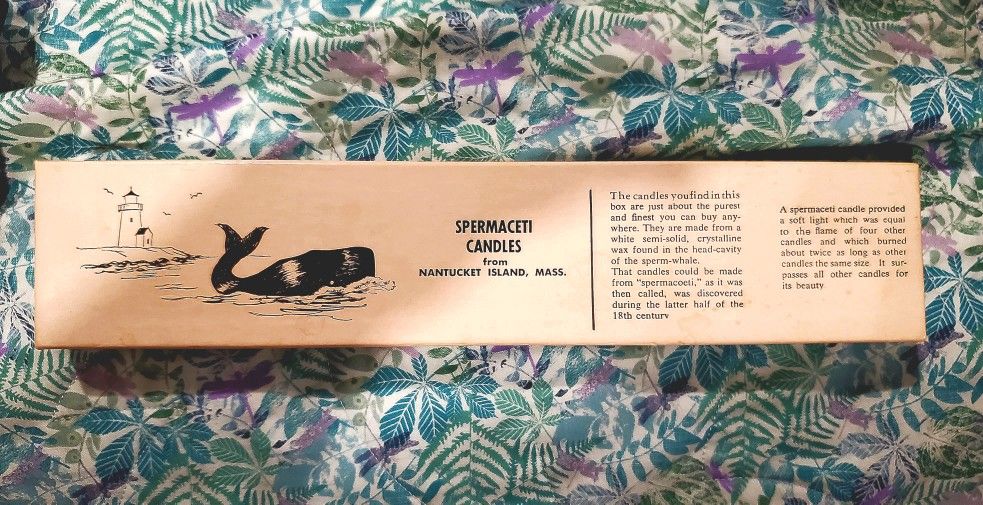 SPERMACETI
CANDLES
from
NANTUCKET ISLAND, MASS.
The candles you find in this
box are just about the purest
and finest you can buy any-
where. They are made from a
white semi-solid, crystalline
wax found in the head-cavity
of the sperm-whale.
That candles could be made
from "spermacoeti," as it was
then called, was discovered
during the latter half of the
18th century
A spermaceti candle provided
a soft light which was equal
to the flame of four other
candles and which burned
about twice as long as other
candles the same size. It sur-
passes all other candles for
its beauty.